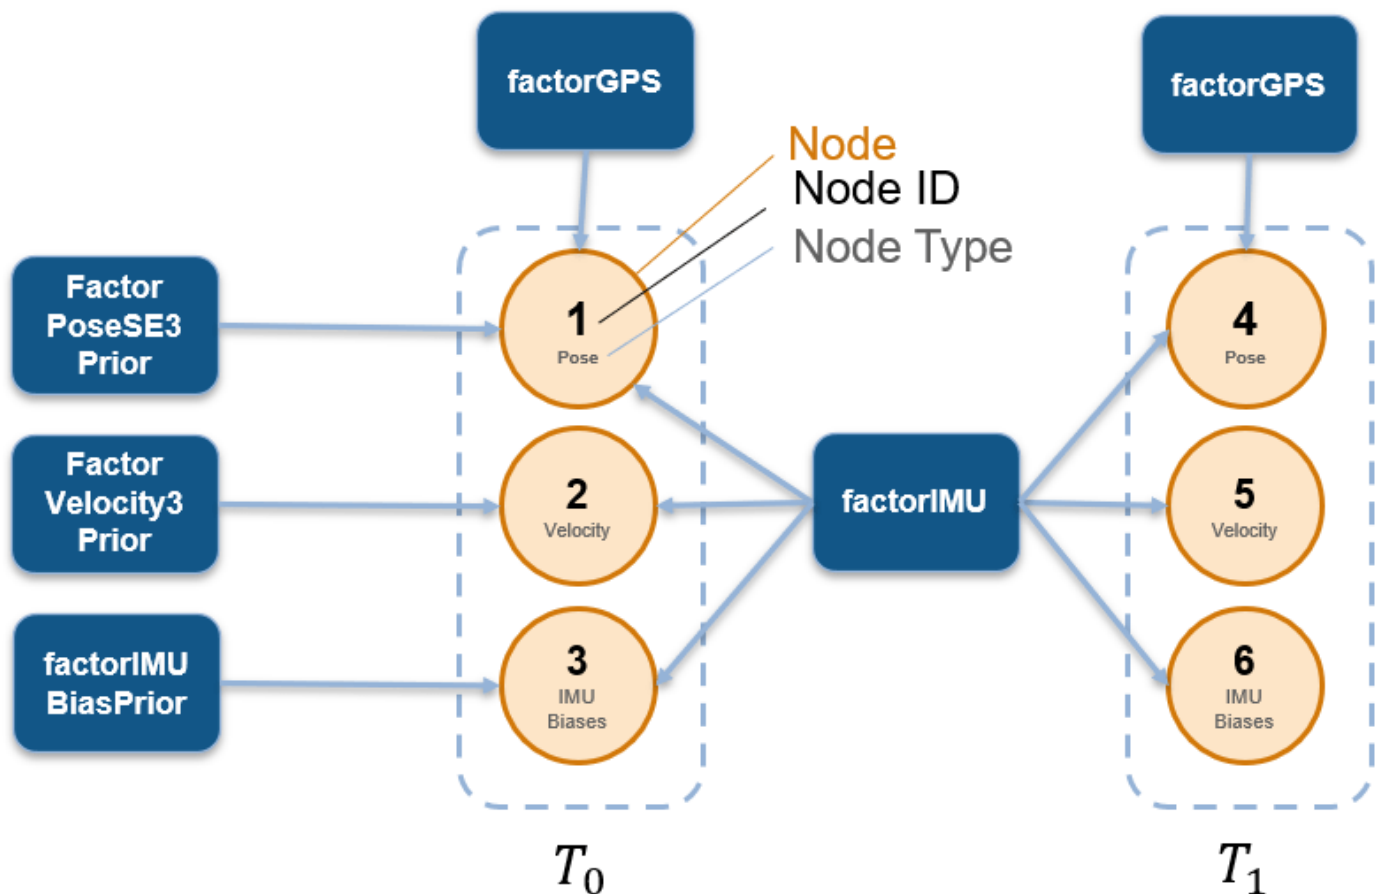 factorGPS
factorGPS
Node
Node ID
Node Type
Factor
PoseSE3
Prior
1
Pose
4
Pose
Factor
Velocity3
Prior
2
Velocity
factorIMU
5
Velocity
factorIMU
BiasPrior
3
IMU
Biases
6
IMU
Biases
T₀
T₁